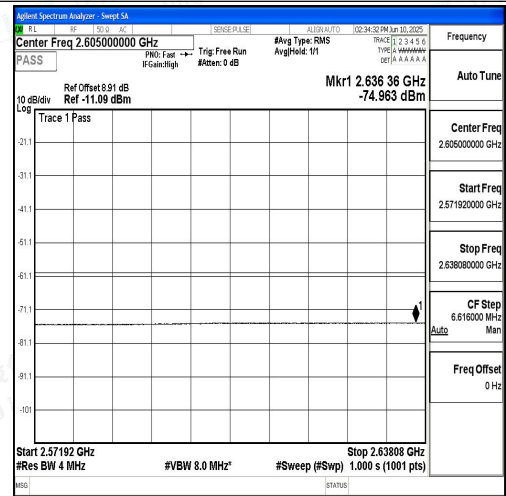 Agilent Spectrum Analyzer - Swept SA
RL RF 50 Ω AC SENSE:PULSE ALIGN AUTO 02:34:32 PM Jun 10, 2025
Center Freq 2.605000000 GHz
PNO: Fast
IFGain:High
Trig: Free Run
#Atten: 0 dB
#Avg Type: RMS
Avg|Hold: 1/1
TRACE 1 2 3 4 5 6
TYPE A WWWWW
DET A A A A A A
PASS
Ref Offset 8.91 dB
10 dB/div Ref -11.09 dBm
Log
Mkr1 2.636 36 GHz
-74.963 dBm
Trace 1 Pass
-21.1
-31.1
-41.1
-51.1
-61.1
-71.1
-81.1
-91.1
-101
1
Start 2.57192 GHz
Stop 2.63808 GHz
#Res BW 4 MHz #VBW 8.0 MHz* #Sweep (#Swp) 1.000 s (1001 pts)
MSG STATUS
Frequency
Auto Tune
Center Freq
2.605000000 GHz
Start Freq
2.571920000 GHz
Stop Freq
2.638080000 GHz
CF Step
6.616000 MHz
Auto Man
Freq Offset
0 Hz